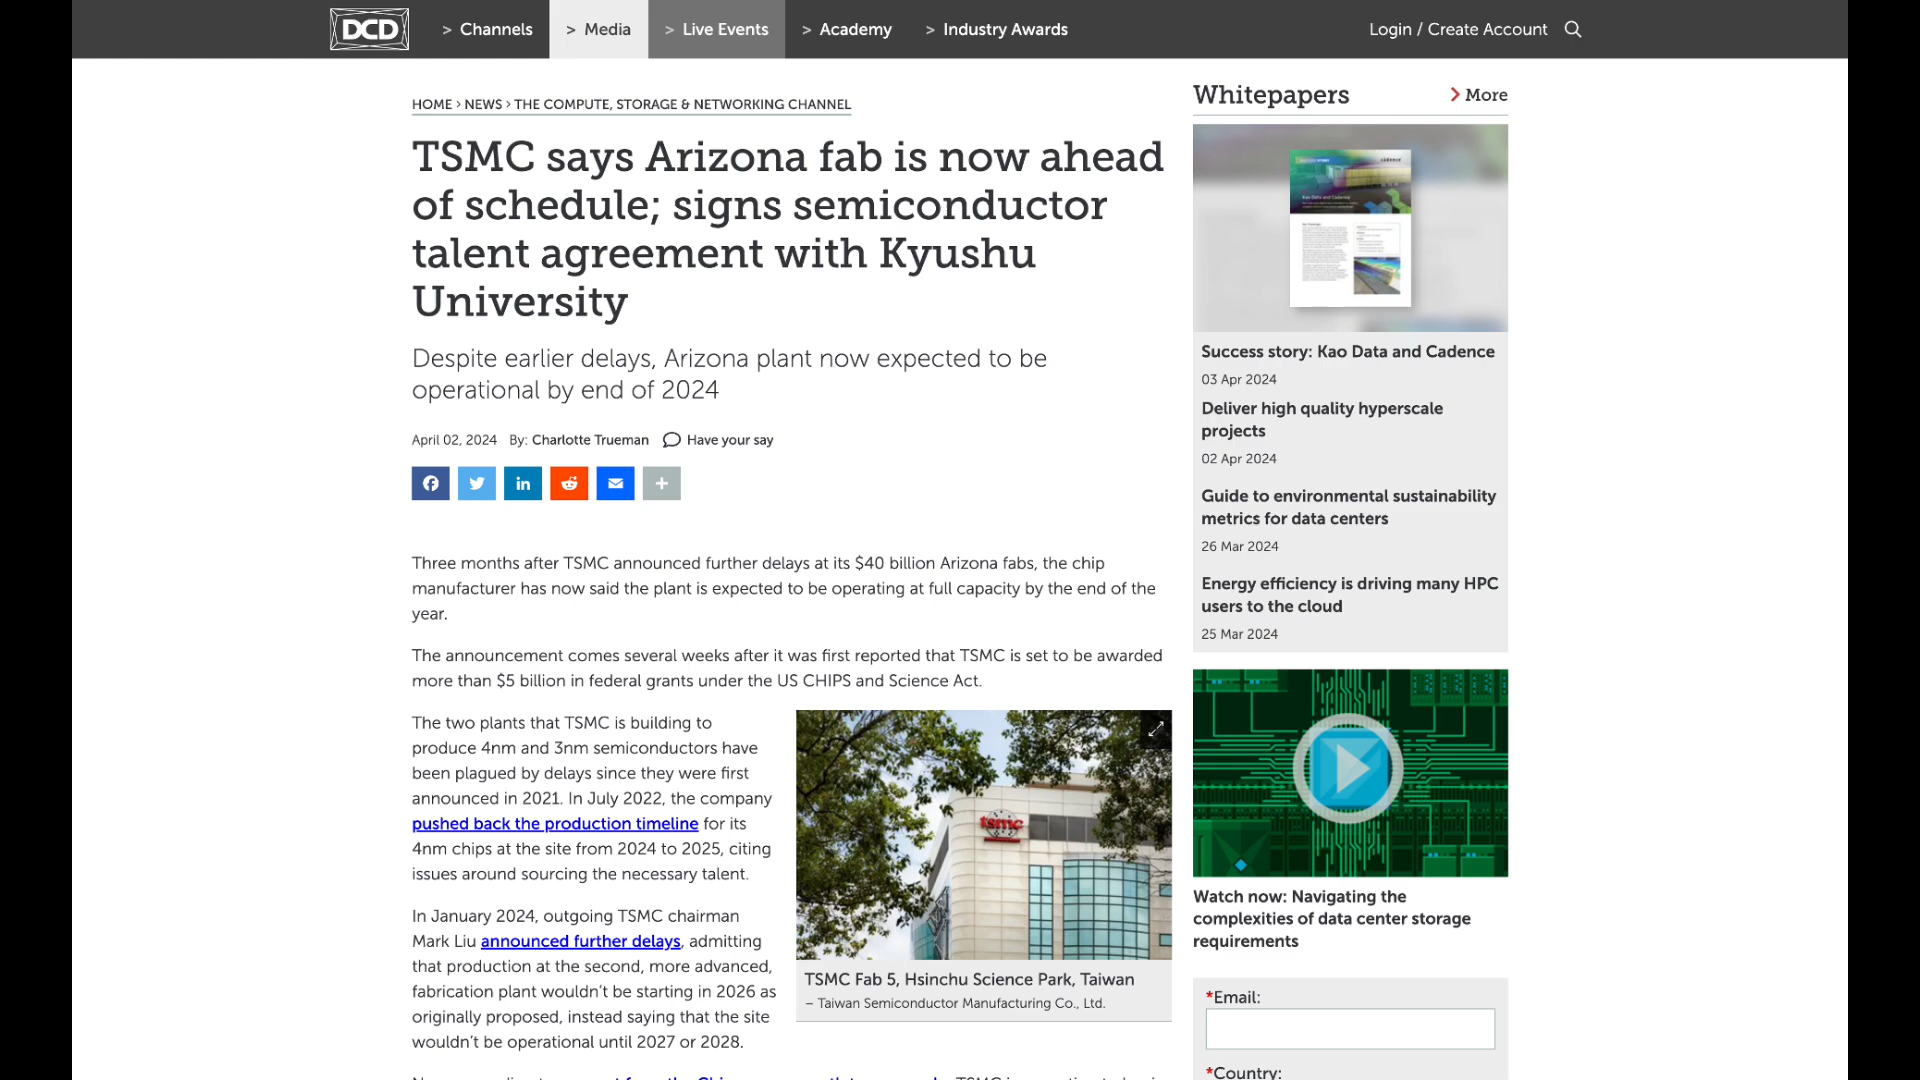 DCD
> Channels
> Media
> Live Events
> Academy
> Industry Awards
Login / Create Account
HOME › NEWS › THE COMPUTE, STORAGE & NETWORKING CHANNEL
TSMC says Arizona fab is now ahead
of schedule; signs semiconductor
talent agreement with Kyushu
University
Despite earlier delays, Arizona plant now expected to be
operational by end of 2024
April 02, 2024 By: Charlotte Trueman Have your say
Three months after TSMC announced further delays at its $40 billion Arizona fabs, the chip
manufacturer has now said the plant is expected to be operating at full capacity by the end of the
year.
The announcement comes several weeks after it was first reported that TSMC is set to be awarded
more than $5 billion in federal grants under the US CHIPS and Science Act.
The two plants that TSMC is building to
produce 4nm and 3nm semiconductors have
been plagued by delays since they were first
announced in 2021. In July 2022, the company
pushed back the production timeline for its
4nm chips at the site from 2024 to 2025, citing
issues around sourcing the necessary talent.
In January 2024, outgoing TSMC chairman
Mark Liu announced further delays, admitting
that production at the second, more advanced,
fabrication plant wouldn't be starting in 2026 as
originally proposed, instead saying that the site
wouldn't be operational until 2027 or 2028.
tsmc
TSMC Fab 5, Hsinchu Science Park, Taiwan
– Taiwan Semiconductor Manufacturing Co., Ltd.
Whitepapers
More
cadence
Kao Data and Cadence
Success story: Kao Data and Cadence
03 Apr 2024
Deliver high quality hyperscale
projects
02 Apr 2024
Guide to environmental sustainability
metrics for data centers
26 Mar 2024
Energy efficiency is driving many HPC
users to the cloud
25 Mar 2024
Watch now: Navigating the
complexities of data center storage
requirements
*Email:
*Country: